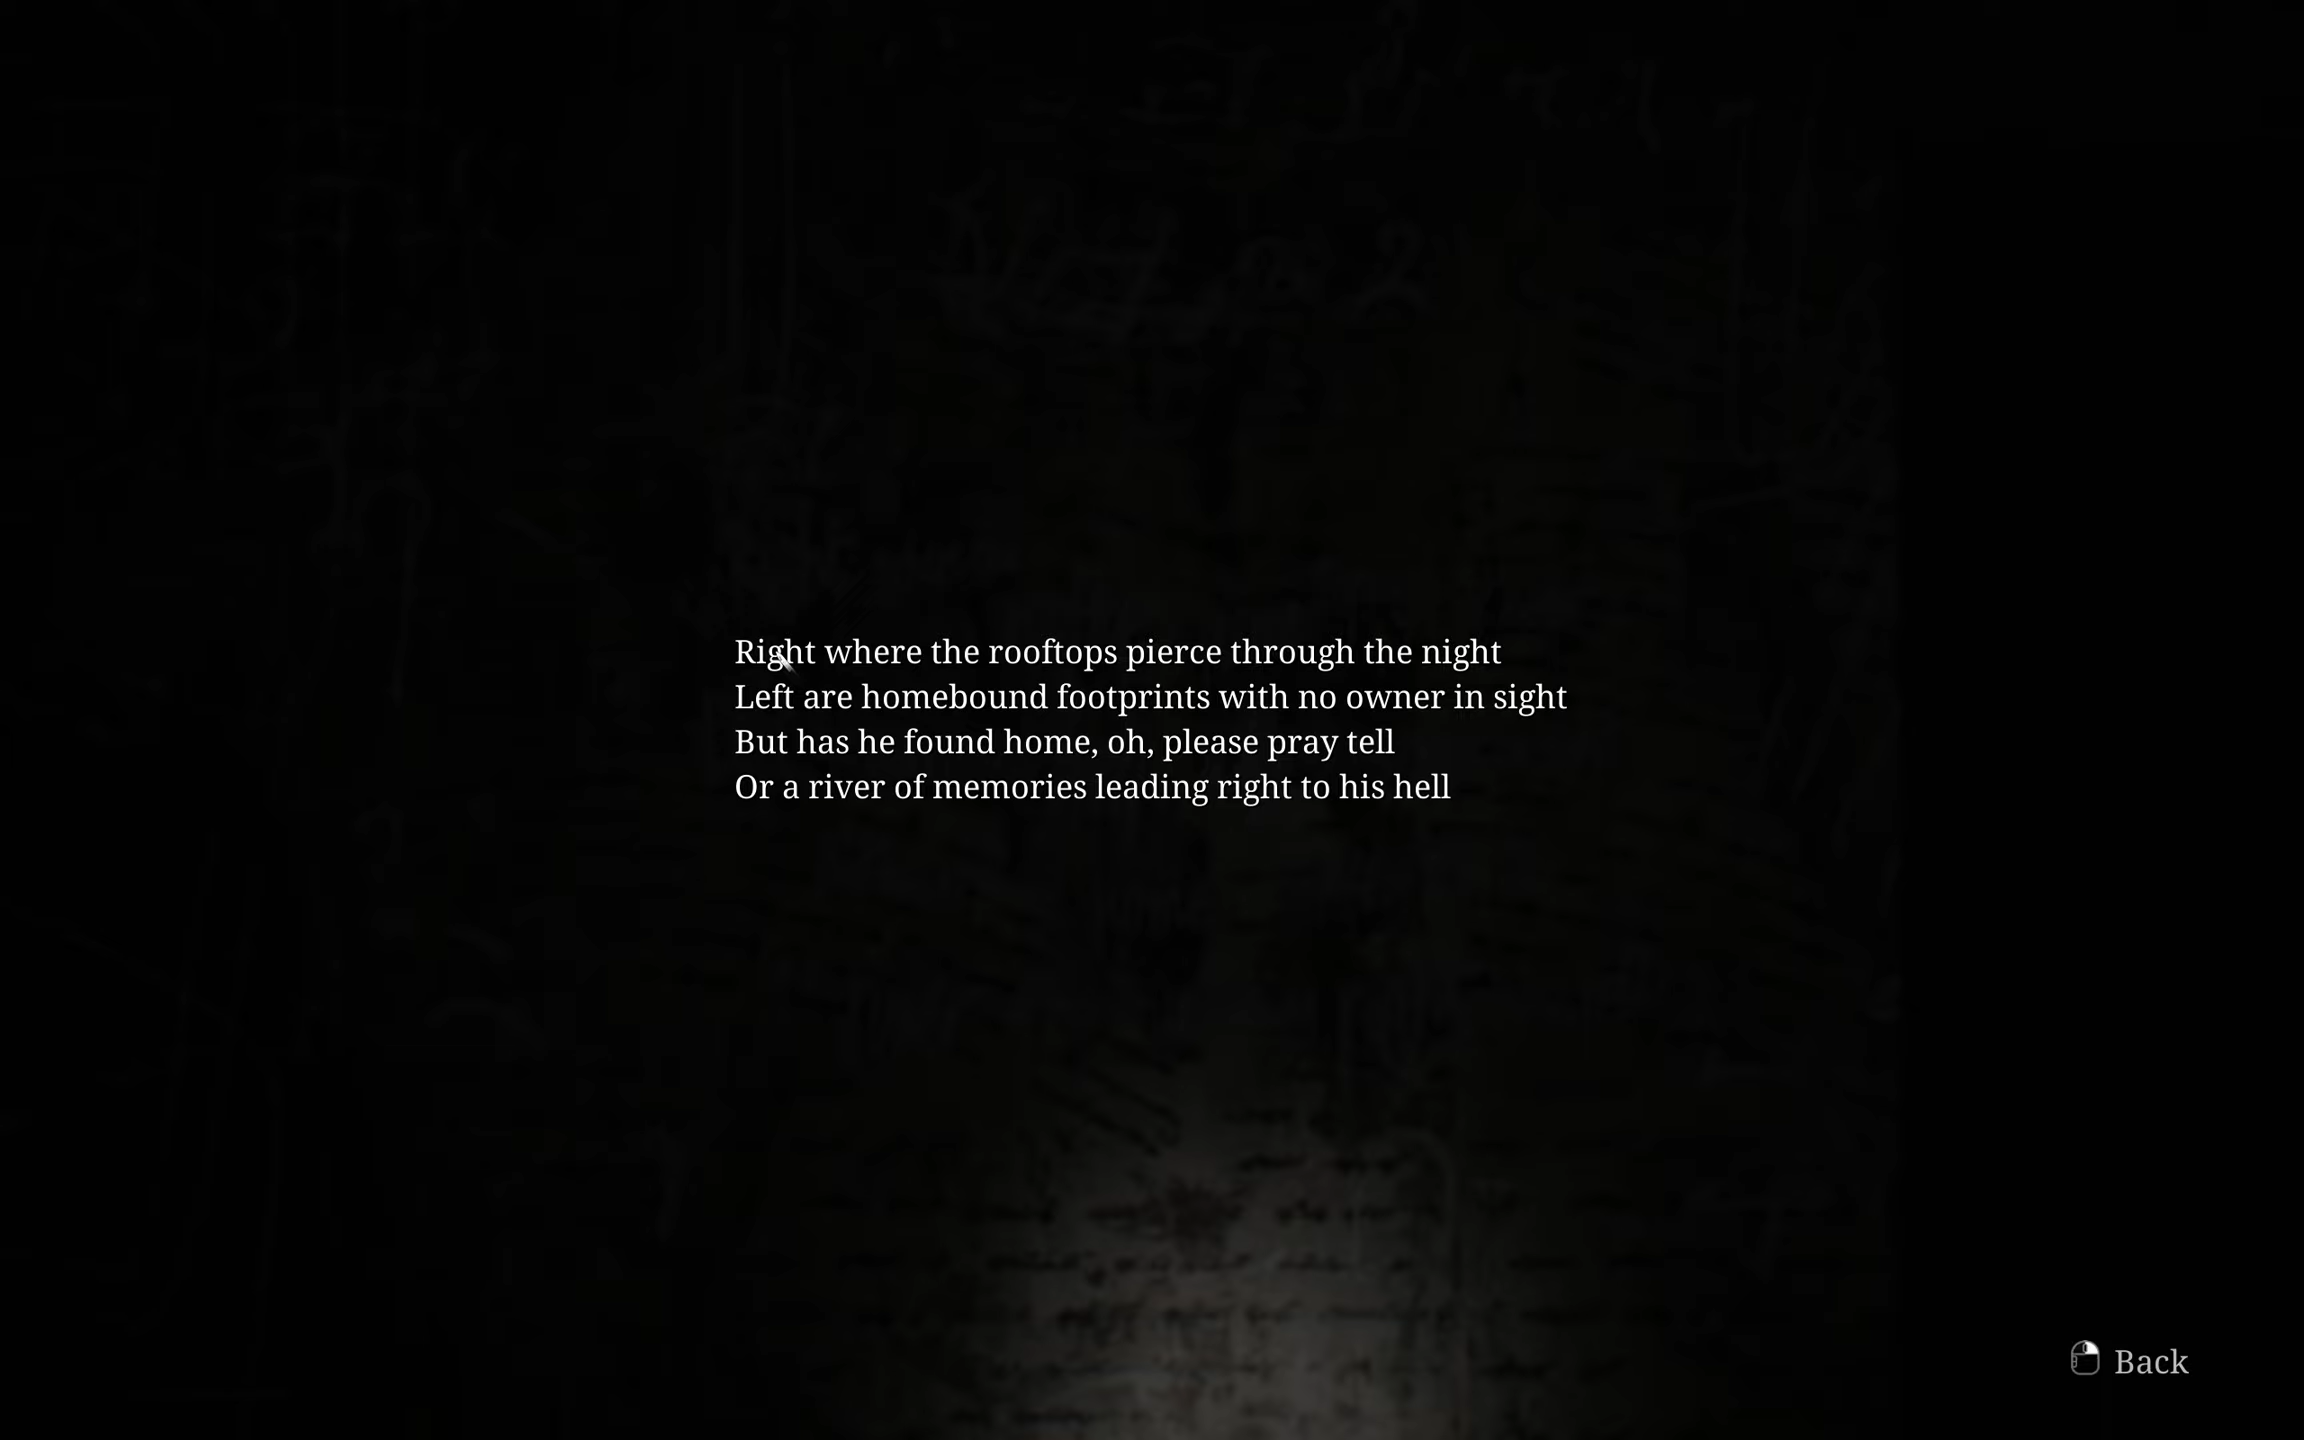 Right where the rooftops pierce through the night
Left are homebound footprints with no owner in sight
But has he found home, oh, please pray tell
Or a river of memories leading right to his hell
Back